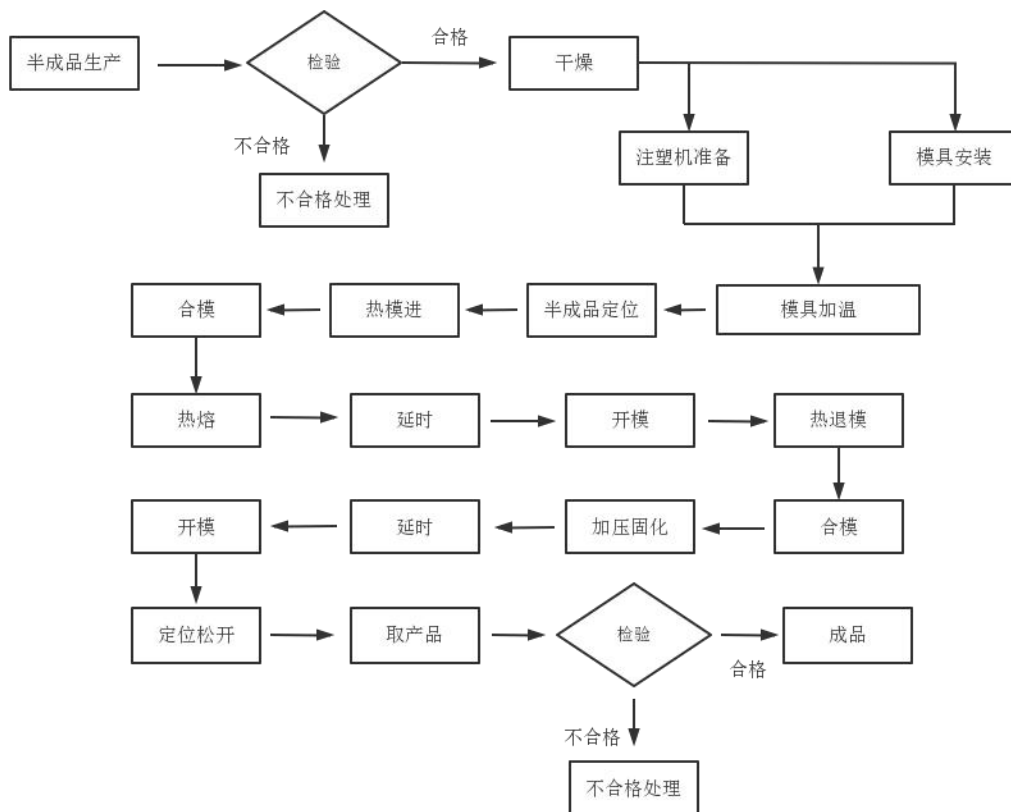 半成品生产
检验
合格
干燥
不合格
不合格处理
注塑机准备
模具安装
合模
热模进
半成品定位
模具加温
热熔
延时
开模
热退模
开模
延时
加压固化
合模
定位松开
取产品
检验
合格
成品
不合格
不合格处理